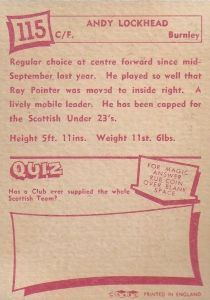 115
C/F.
ANDY LOCKHEAD
Burnley
Regular choice at centre forward since mid-
September last year. He played so well that
Ray Pointer was moved to inside right. A
lively mobile leader. He has been capped for
the Scottish Under 23's.
Height 5ft. 11ins. Weight 11st. 6lbs.
QUIZ
Has a Club ever supplied the whole
Scottish Team?
FOR MAGIC
ANSWER
RUB COIN
OVER BLANK
SPACE
PRINTED IN ENGLAND